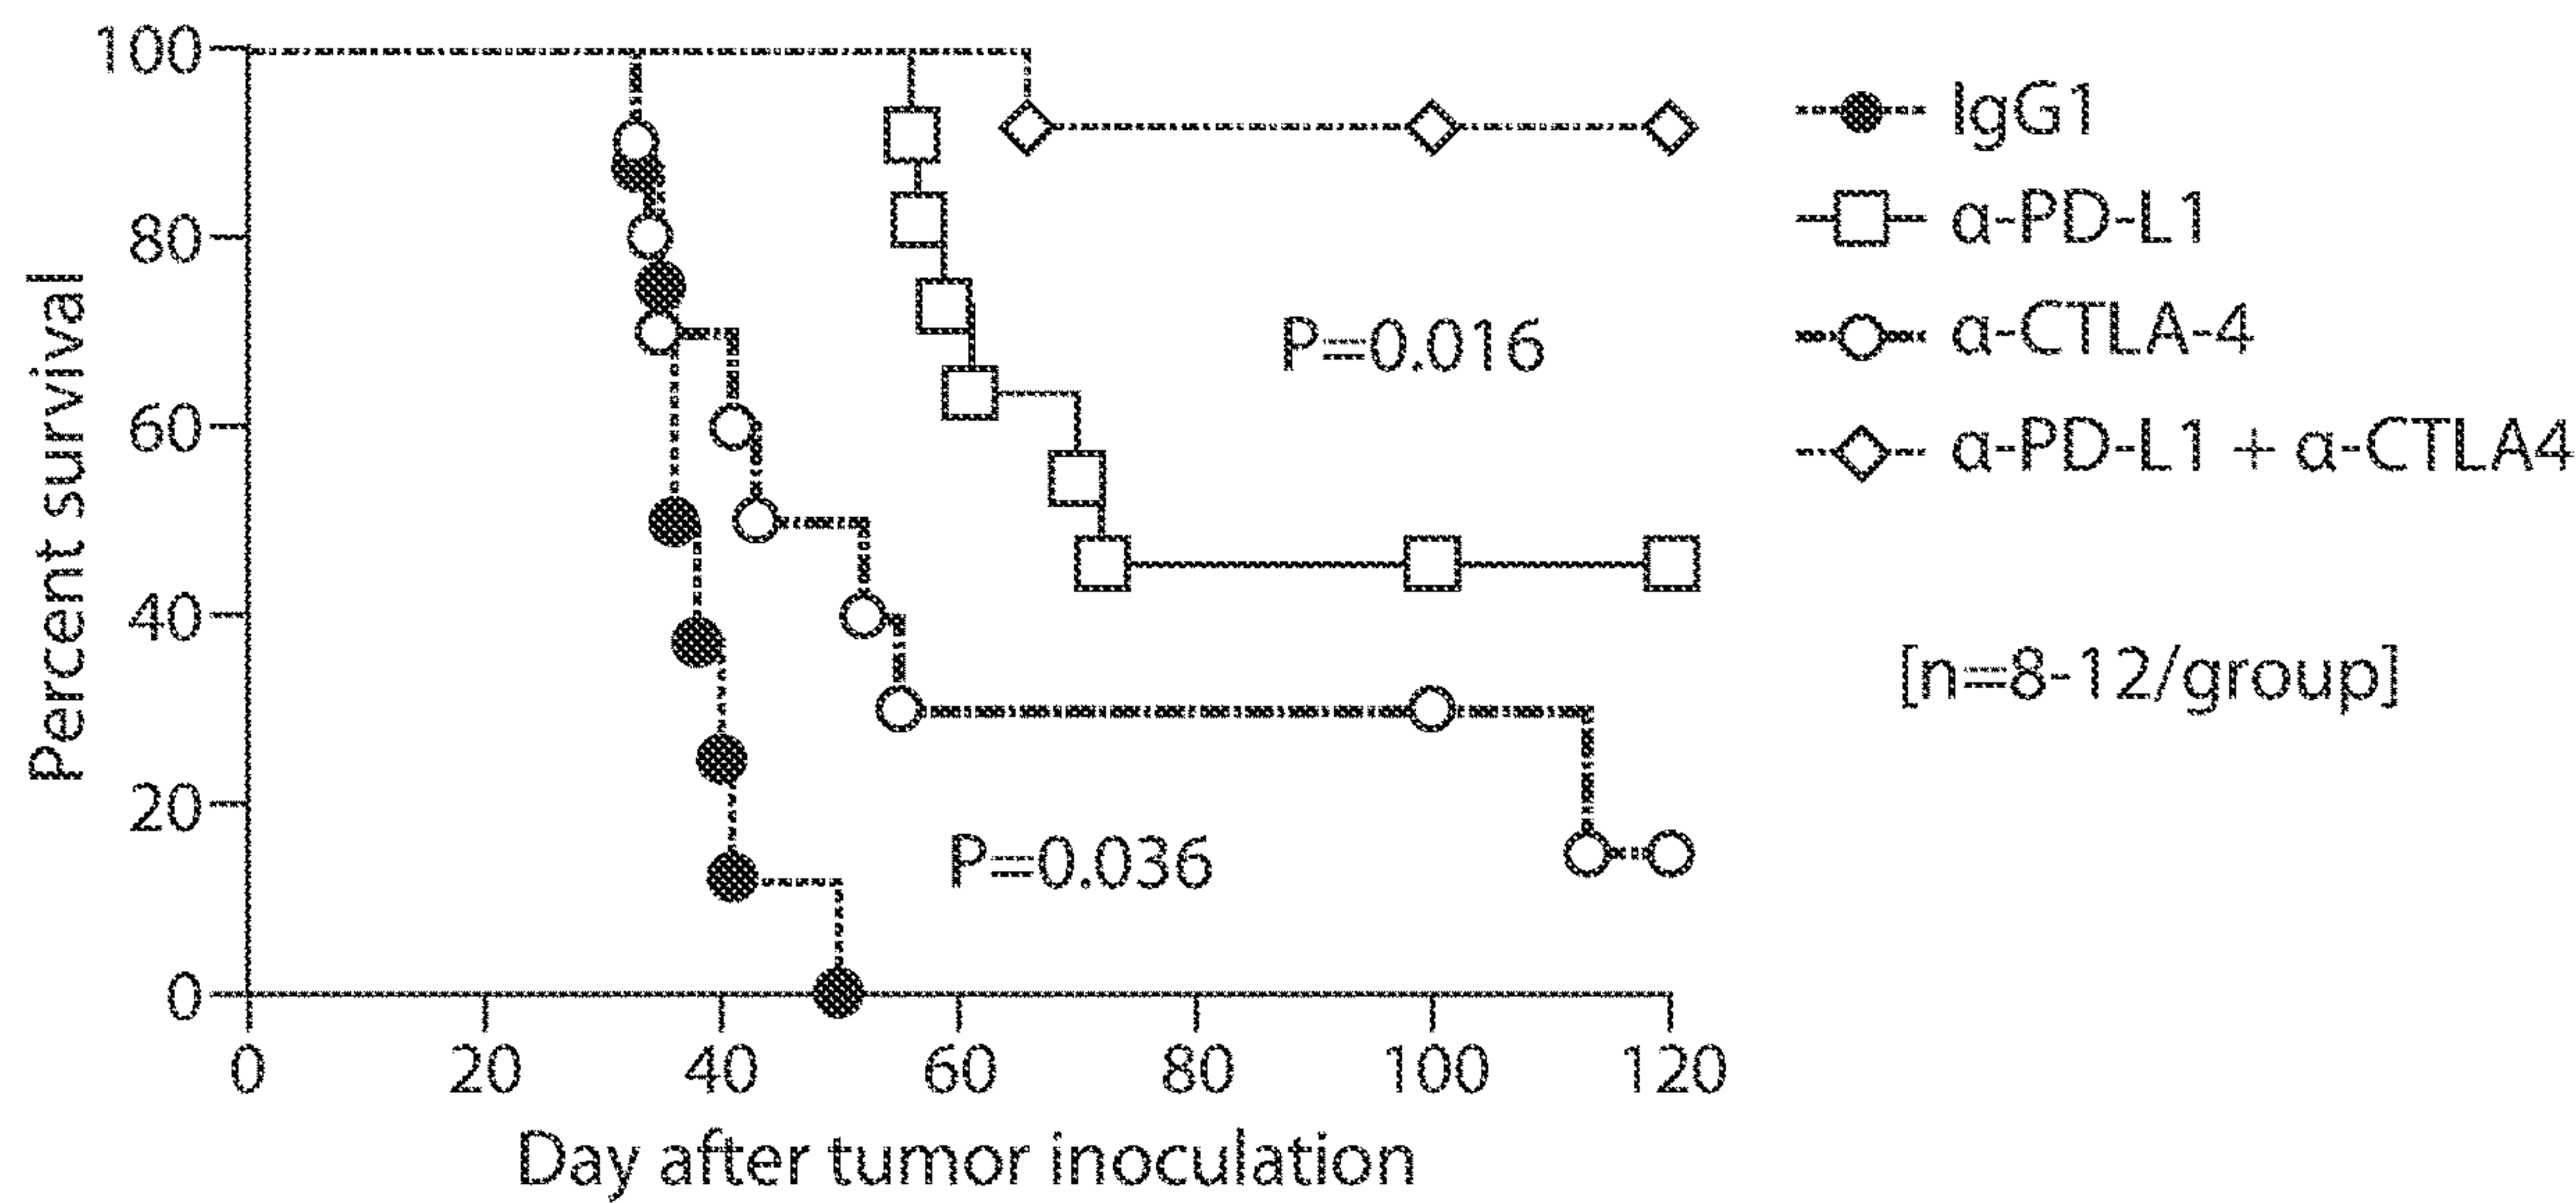 Percent survival
100
80
60
40
20
0
0 20 40 60 80 100 120
Day after tumor inoculation
P=0.016
P=0.036
IgG1
α-PD-L1
α-CTLA-4
α-PD-L1 + α-CTLA4
[n=8-12/group]